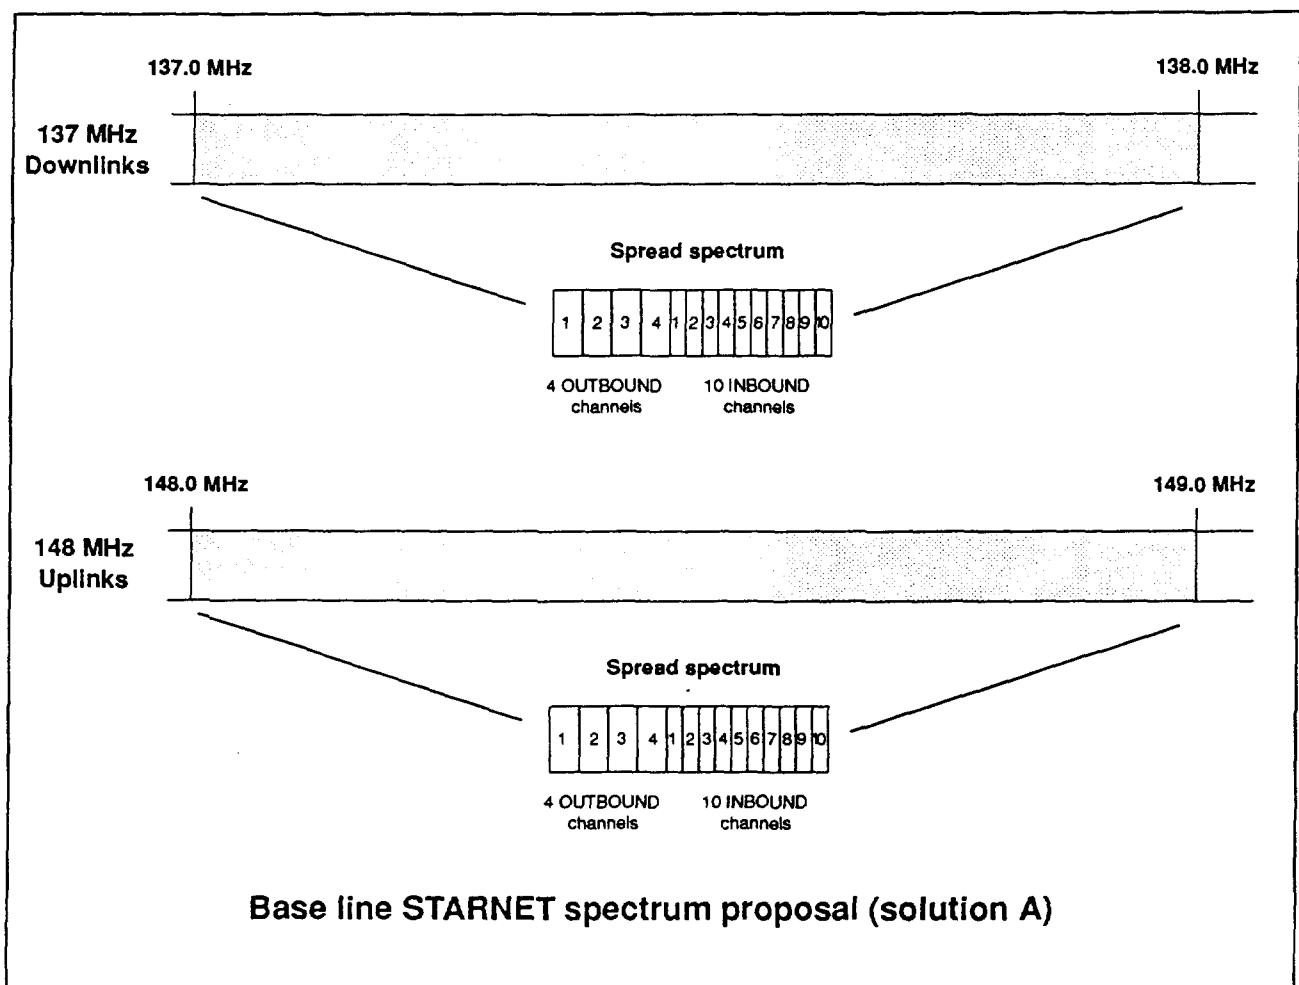 137.0 MHz
138.0 MHz
137 MHz
Downlinks
Spread spectrum
1 2 3 4 1 2 3 4 5 6 7 8 9 10
4 OUTBOUND
channels
10 INBOUND
channels
148.0 MHz
149.0 MHz
148 MHz
Uplinks
Spread spectrum
1 2 3 4 1 2 3 4 5 6 7 8 9 10
4 OUTBOUND
channels
10 INBOUND
channels
Base line STARNET spectrum proposal (solution A)